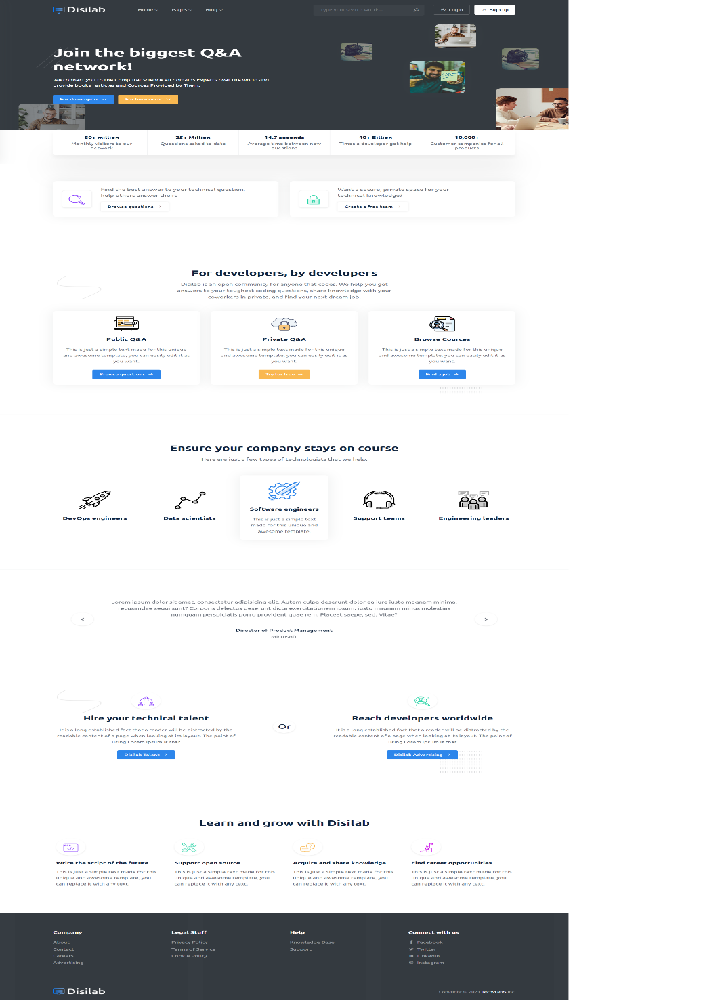 Disilab
Home Pages Blog
Type your search words...
Login Sign up
Join the biggest Q&A
network!
We connect you to the Computer science All domains Experts over the world and
provide books , articles and Cources Provided by Them.
For developers For businesses
CODE
80+ million
Monthly visitors to our
network
25+ Million
Questions asked to-date
14.7 seconds
Average time between new
questions
40+ Billion
Times a developer got help
10,000+
Customer companies for all
products
Find the best answer to your technical question,
help others answer theirs
Browse questions
Want a secure, private space for your
technical knowledge?
Create a free team
For developers, by developers
Disilab is an open community for anyone that codes. We help you get
answers to your toughest coding questions, share knowledge with your
coworkers in private, and find your next dream job.
Public Q&A
This is just a simple text made for this unique
and awesome template, you can easily edit it as
you want.
Browse questions
Private Q&A
This is just a simple text made for this unique
and awesome template, you can easily edit it as
you want.
Try for free
Browse Cources
This is just a simple text made for this unique
and awesome template, you can easily edit it as
you want.
Find a job
Ensure your company stays on course
Here are just a few types of technologists that we help.
DevOps engineers
Data scientists
Software engineers
This is just a simple text
made for this unique and
awesome template.
Support teams
Engineering leaders
Lorem ipsum dolor sit amet, consectetur adipisicing elit. Autem culpa deserunt dolor ea iure iusto magnam minima,
recusandae sequi sunt? Corporis delectus deserunt dicta exercitationem ipsum, iusto magnam minus molestias
numquam perspiciatis porro provident quae rem. Placeat saepe, sed. Vitae?
Director of Product Management
Microsoft
Hire your technical talent
It is a long established fact that a reader will be distracted by the
readable content of a page when looking at its layout. The point of
using Lorem Ipsum is that
Disilab Talent
Or
Reach developers worldwide
It is a long established fact that a reader will be distracted by the
readable content of a page when looking at its layout. The point of
using Lorem Ipsum is that
Disilab Advertising
Learn and grow with Disilab
Write the script of the future
This is just a simple text made for this
unique and awesome template, you
can replace it with any text.
Support open source
This is just a simple text made for this
unique and awesome template, you
can replace it with any text.
Acquire and share knowledge
This is just a simple text made for this
unique and awesome template, you
can replace it with any text.
Find career opportunities
This is just a simple text made for this
unique and awesome template, you
can replace it with any text.
Company
About
Contact
Careers
Advertising
Legal Stuff
Privacy Policy
Terms of Service
Cookie Policy
Help
Knowledge Base
Support
Connect with us
Facebook
Twitter
LinkedIn
Instagram
Disilab
Copyright © 2021 TechyDevs Inc.